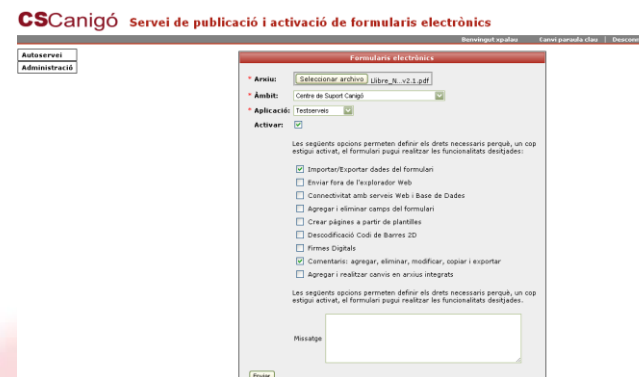 CSCanigó Servei de publicació i activació de formularis electrònics
Benvingut spalau Canvi paraula clau | Descon
Autoservei
Administració
Formularis electrònics
* Arxiu: Seleccionar archivo Llibre_N...v2.1.pdf
* Àmbit: Centre de Suport Canigó
* Aplicació: Testserveis
Activar:
Les següents opcions permeten definir els drets necessaris perquè, un cop
estigui activat, el formulari pugui realitzar les funcionalitats desitjades:
Importar/Exportar dades del formulari
Enviar fora de l'explorador Web
Connectivitat amb serveis Web i Base de Dades
Agregar i eliminar camps del formulari
Crear pàgines a partir de plantilles
Descodificació Codi de Barres 2D
Firmes Digitals
Comentaris: agregar, eliminar, modificar, copiar i exportar
Agregar i realitzar canvis en arxius integrats
Les següents opcions permeten definir els drets necessaris perquè, un cop
estigui activat, el formulari pugui realitzar les funcionalitats desitjades.
Missatge
Enviar